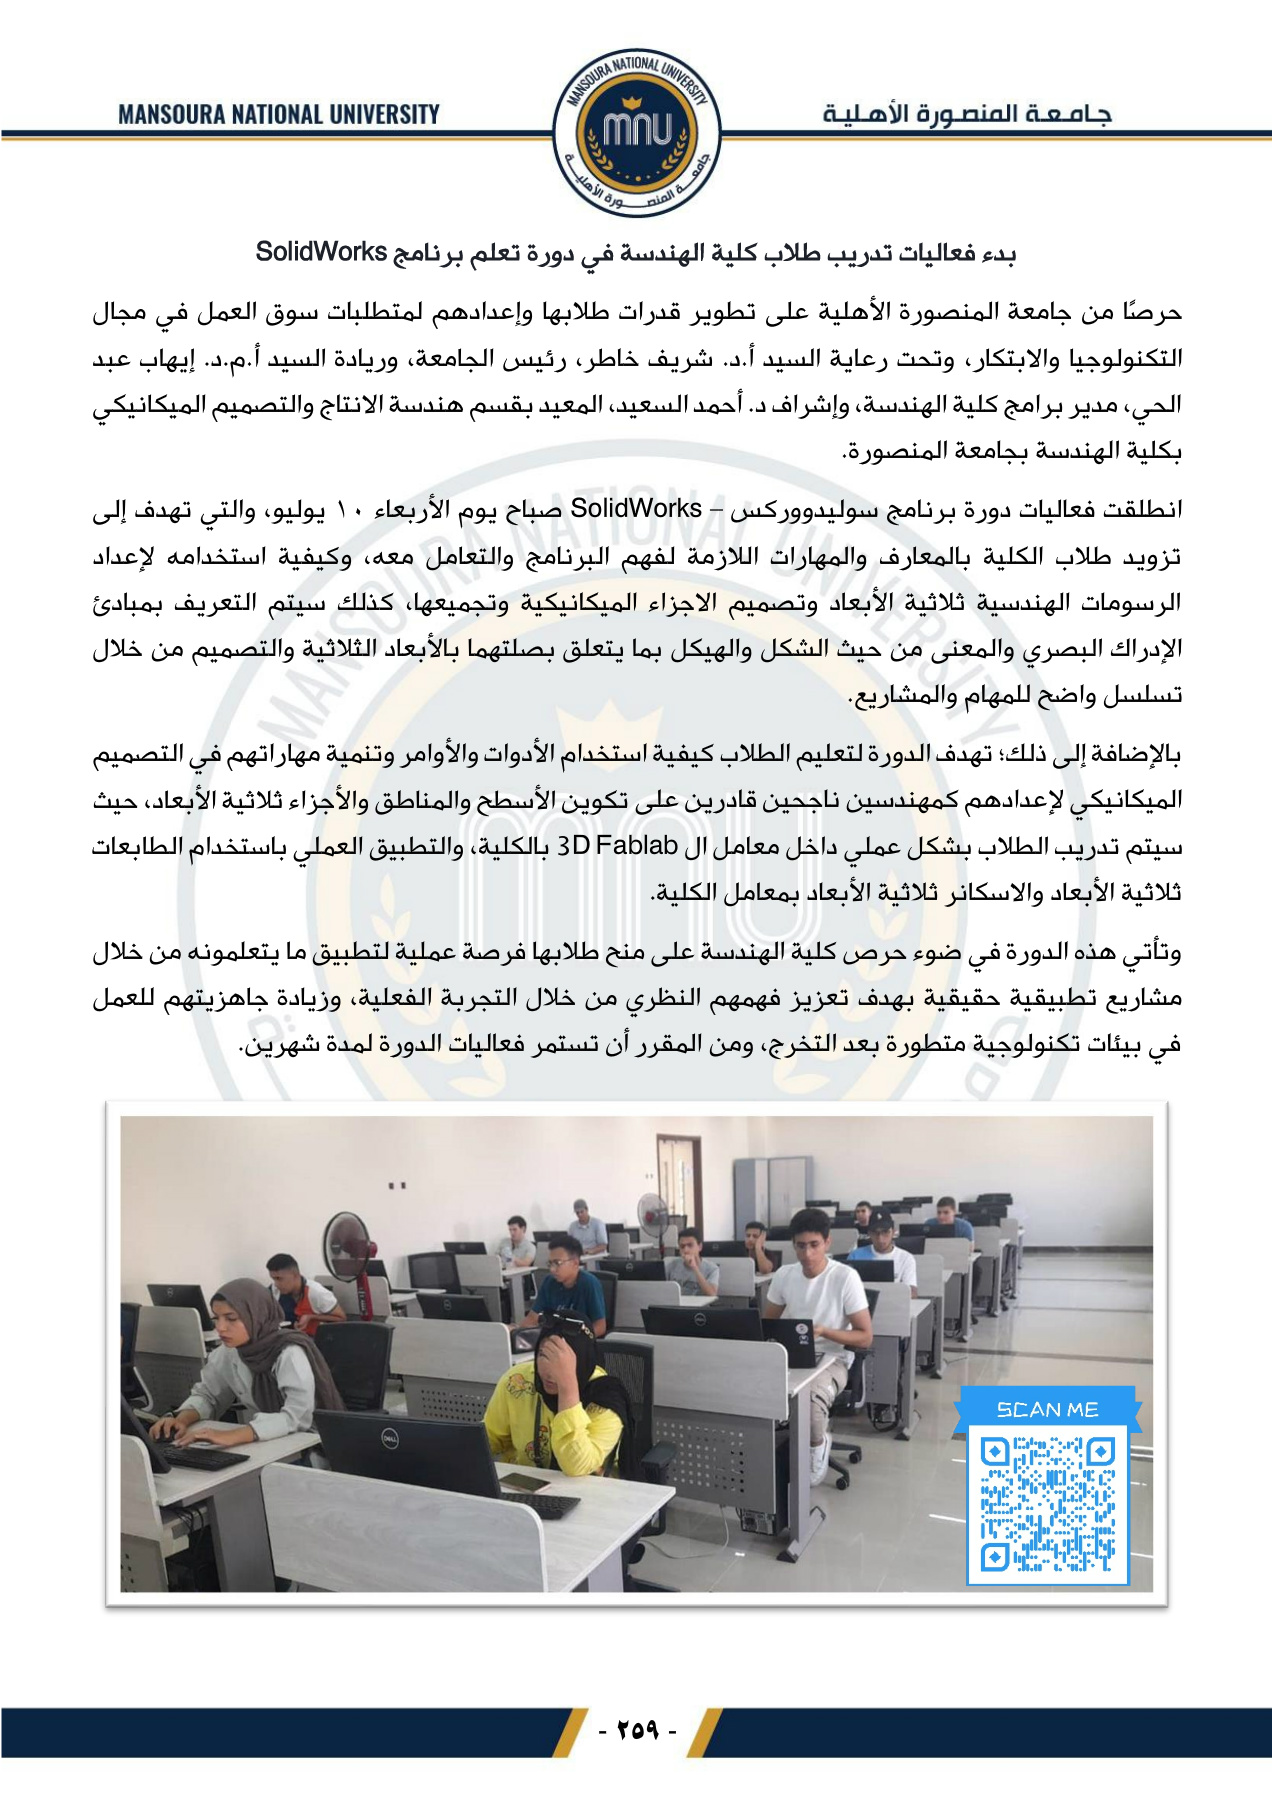 MANSOURA NATIONAL UNIVERSITY
جامعة المنصورة الأهلية
MANSOURA NATIONAL UNIVERSITY
mnu
جامعة المنصورة الأهلية
بدء فعاليات تدريب طلاب كلية الهندسة في دورة تعلم برنامج SolidWorks
حرصًا من جامعة المنصورة الأهلية على تطوير قدرات طلابها وإعدادهم لمتطلبات سوق العمل في مجال
التكنولوجيا والابتكار، وتحت رعاية السيد أ.د. شريف خاطر، رئيس الجامعة، وريادة السيد أ.م.د. إيهاب عبد
الحي، مدير برامج كلية الهندسة، وإشراف د. أحمد السعيد، المعيد بقسم هندسة الانتاج والتصميم الميكانيكي
بكلية الهندسة بجامعة المنصورة.
انطلقت فعاليات دورة برنامج سوليدووركس – SolidWorks صباح يوم الأربعاء ١٠ يوليو، والتي تهدف إلى
تزويد طلاب الكلية بالمعارف والمهارات اللازمة لفهم البرنامج والتعامل معه، وكيفية استخدامه لإعداد
الرسومات الهندسية ثلاثية الأبعاد وتصميم الاجزاء الميكانيكية وتجميعها، كذلك سيتم التعريف بمبادئ
الإدراك البصري والمعنى من حيث الشكل والهيكل بما يتعلق بصلتهما بالأبعاد الثلاثية والتصميم من خلال
تسلسل واضح للمهام والمشاريع.
بالإضافة إلى ذلك؛ تهدف الدورة لتعليم الطلاب كيفية استخدام الأدوات والأوامر وتنمية مهاراتهم في التصميم
الميكانيكي لإعدادهم كمهندسين ناجحين قادرين على تكوين الأسطح والمناطق والأجزاء ثلاثية الأبعاد، حيث
سيتم تدريب الطلاب بشكل عملي داخل معامل ال 3D Fablab بالكلية، والتطبيق العملي باستخدام الطابعات
ثلاثية الأبعاد والاسكانر ثلاثية الأبعاد بمعامل الكلية.
وتأتي هذه الدورة في ضوء حرص كلية الهندسة على منح طلابها فرصة عملية لتطبيق ما يتعلمونه من خلال
مشاريع تطبيقية حقيقية بهدف تعزيز فهمهم النظري من خلال التجربة الفعلية، وزيادة جاهزيتهم للعمل
في بيئات تكنولوجية متطورة بعد التخرج، ومن المقرر أن تستمر فعاليات الدورة لمدة شهرين.
DELL
SCAN ME
- ٢٥٩ -